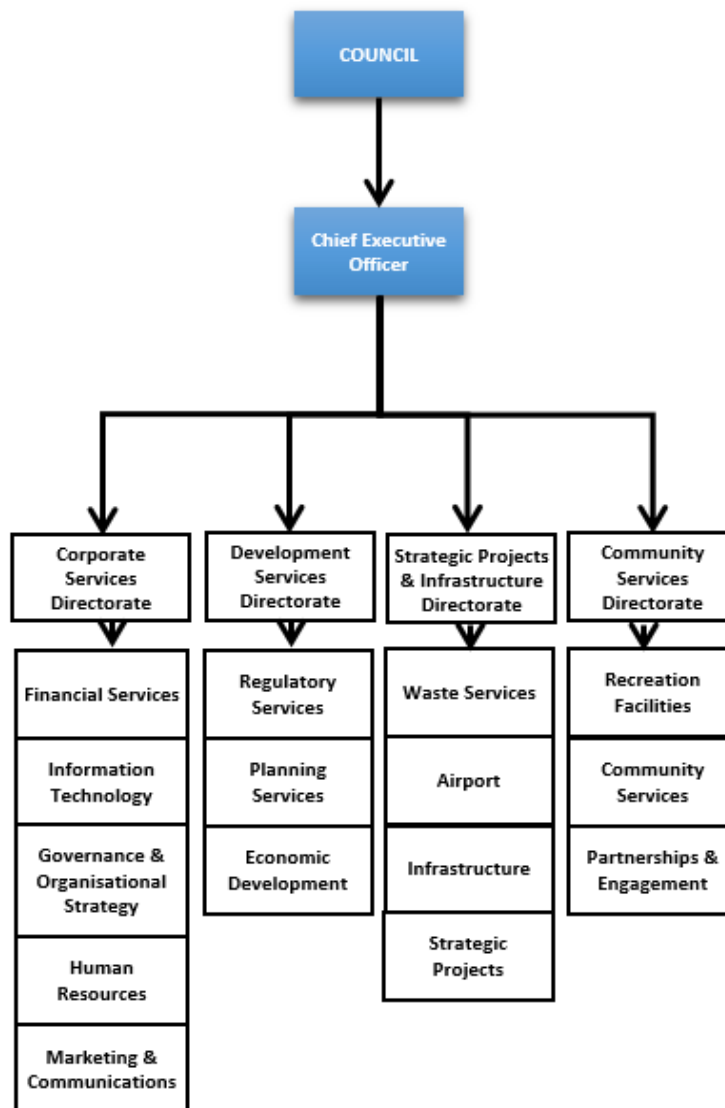 COUNCIL
Chief Executive
Officer
Corporate
Services
Directorate
Development
Services
Directorate
Strategic Projects
& Infrastructure
Directorate
Community
Services
Directorate
Financial Services
Information
Technology
Governance &
Organisational
Strategy
Human
Resources
Marketing &
Communications
Regulatory
Services
Planning
Services
Economic
Development
Waste Services
Airport
Infrastructure
Strategic
Projects
Recreation
Facilities
Community
Services
Partnerships &
Engagement